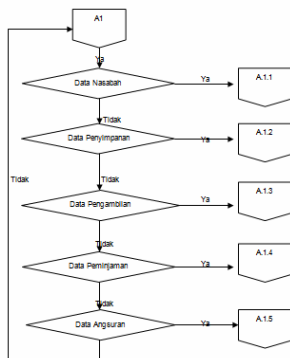 A1
Ya
Data Nasabah
Ya
A.1.1
Tidak
Data Penyimpanan
Ya
A.1.2
Tidak
Tidak
Data Pengambilan
Ya
A.1.3
Tidak
Data Peminjaman
Ya
A.1.4
Tidak
Data Angsuran
Ya
A.1.5